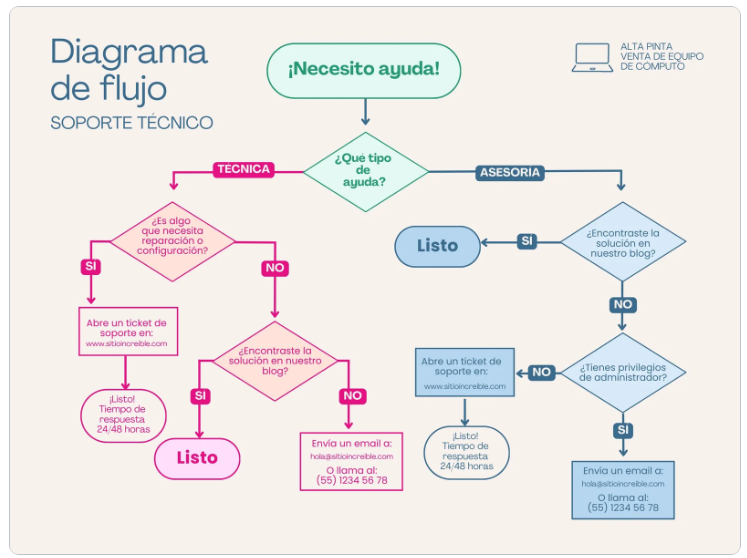 Diagrama
de flujo
SOPORTE TÉCNICO
¡Necesito ayuda!
ALTA PINTA
VENTA DE EQUIPO
DE CÓMPUTO
¿Qué tipo
de
ayuda?
TÉCNICA
ASESORÍA
¿Es algo
que necesita
reparación o
configuración?
SI
NO
Abre un ticket de
soporte en:
www.sitioincreible.com
¡Listo!
Tiempo de
respuesta
24/48 horas
¿Encontraste la
solución en nuestro
blog?
SI
NO
Listo
Envía un email a:
hola@sitioincreible.com
O llama al:
(55) 1234 56 78
¿Encontraste la
solución en
nuestro blog?
SI
Listo
NO
¿Tienes privilegios
de administrador?
NO
Abre un ticket de
soporte en:
www.sitioincreible.com
¡Listo!
Tiempo de
respuesta
24/48 horas
SI
Envía un email a:
hola@sitioincreible.com
O llama al:
(55) 1234 56 78